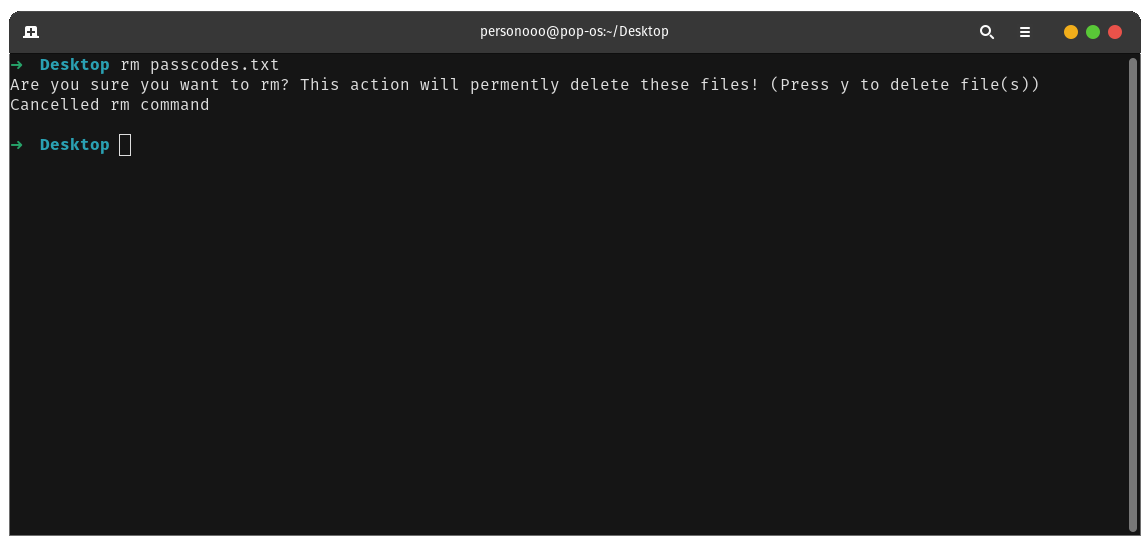 personooo@pop-os:~/Desktop
➜ Desktop rm passcodes.txt
Are you sure you want to rm? This action will permently delete these files! (Press y to delete file(s))
Cancelled rm command
➜ Desktop